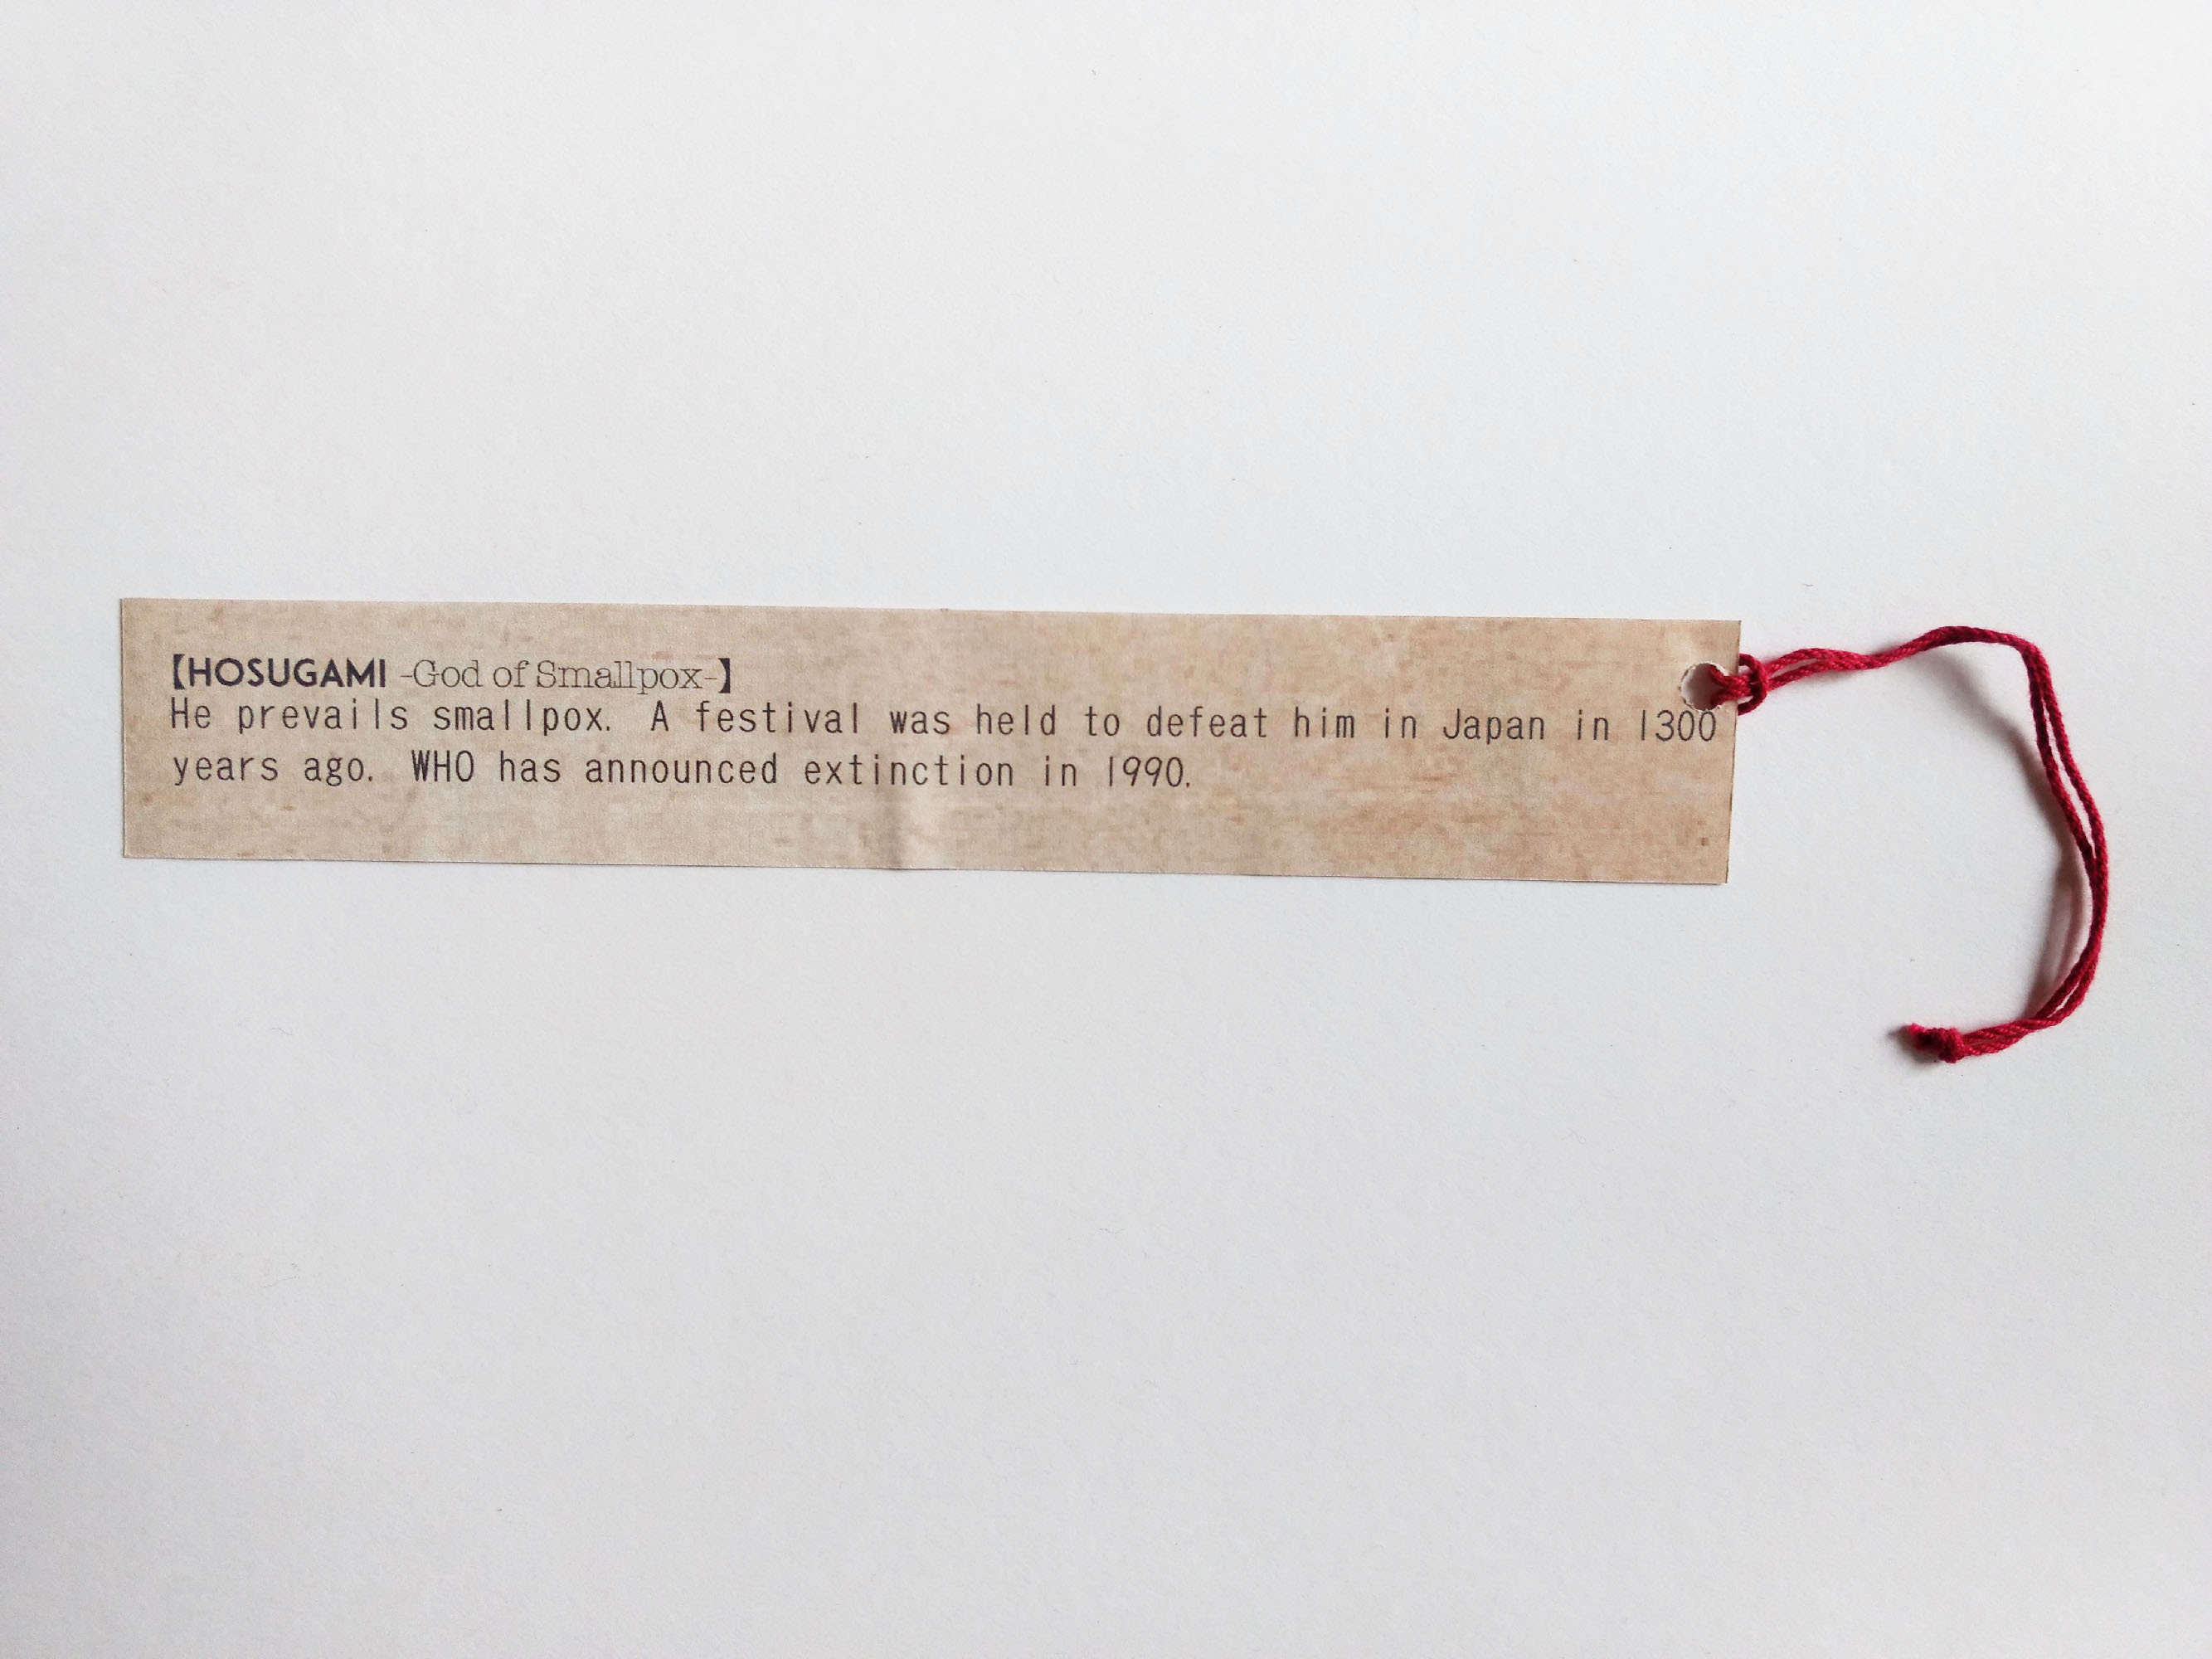 【HOSUGAMI -God of Smallpox-】
He prevails smallpox. A festival was held to defeat him in Japan in 1300
years ago. WHO has announced extinction in 1990.